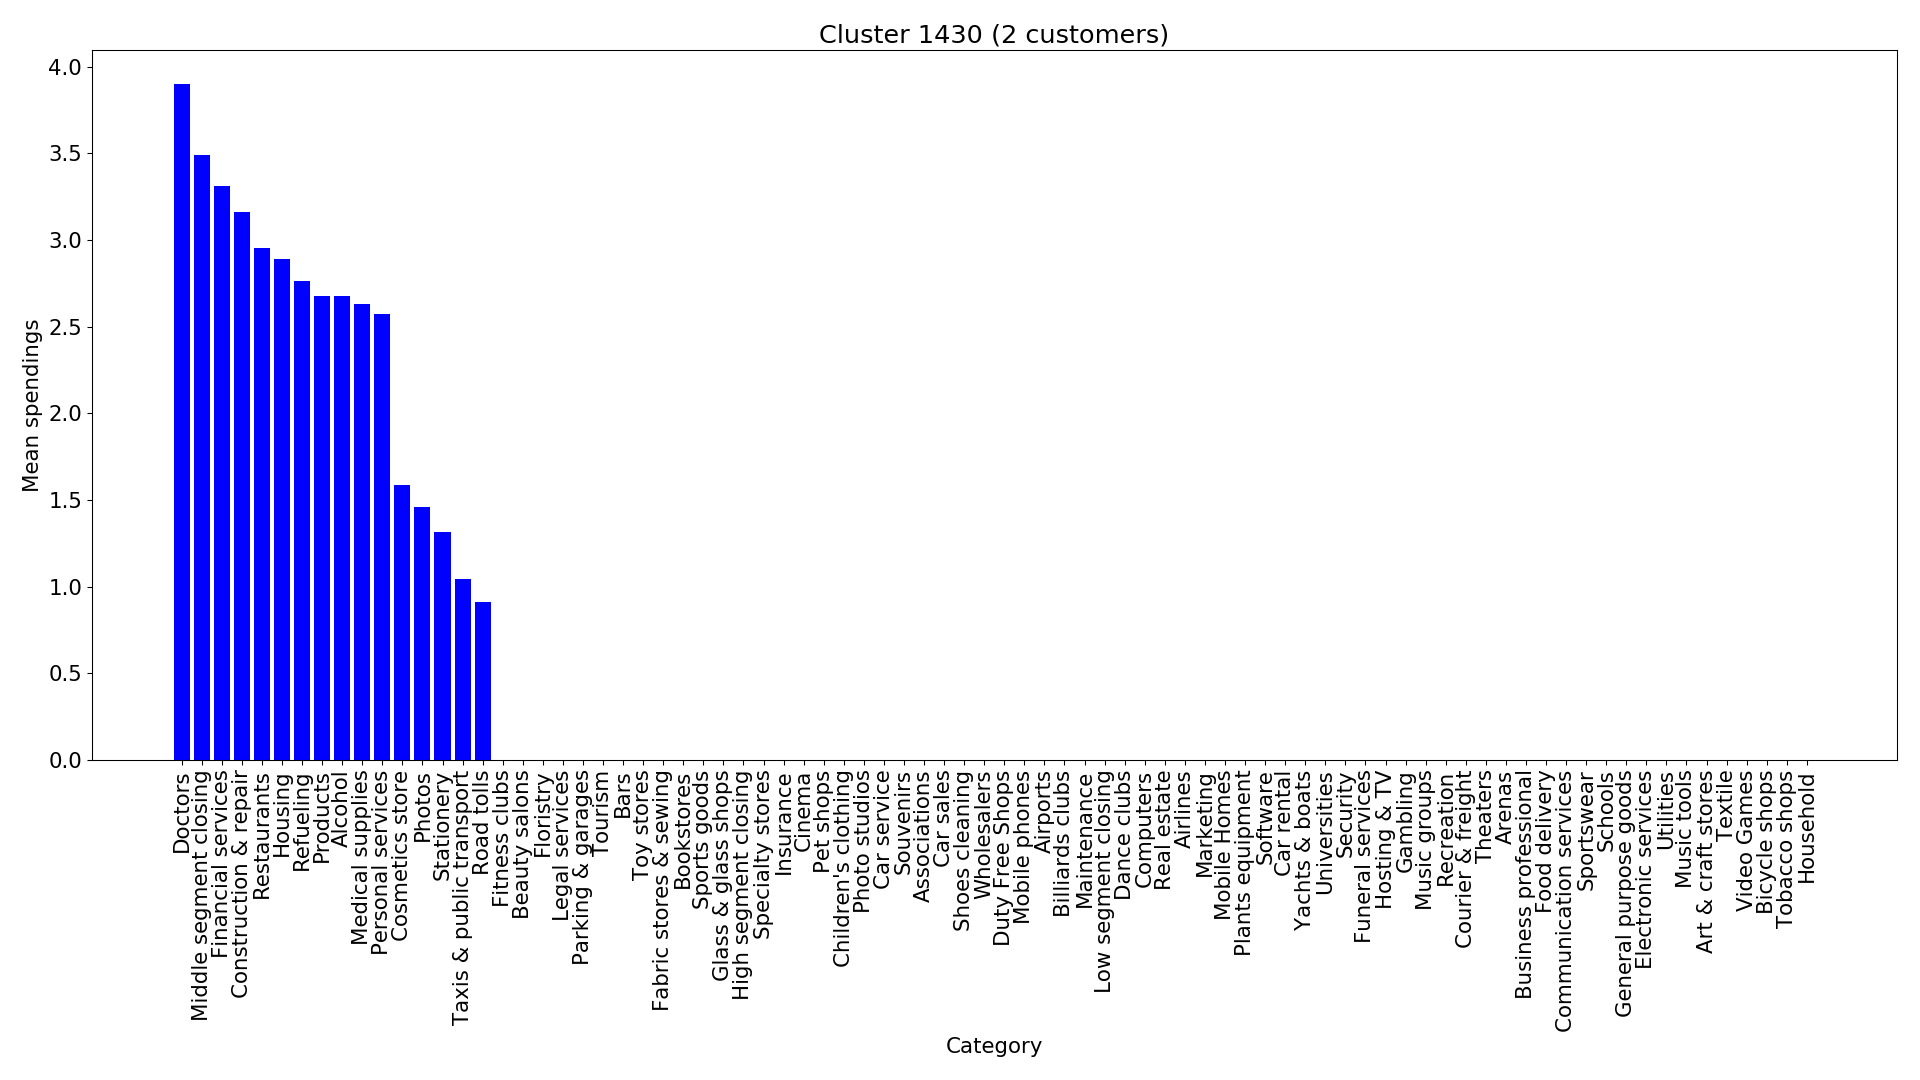 Cluster 1430 (2 customers)
4.0
3.5
3.0
2.5
2.0
1.5
1.0
0.5
0.0
Mean spendings
Doctors
Middle segment closing
Financial services
Construction & repair
Restaurants
Housing
Refueling
Products
Alcohol
Medical supplies
Personal services
Cosmetics store
Photos
Stationery
Taxis & public transport
Road tolls
Fitness clubs
Beauty salons
Floristry
Legal services
Parking & garages
Tourism
Bars
Toy stores
Fabric stores & sewing
Bookstores
Sports goods
Glass & glass shops
High segment closing
Specialty stores
Insurance
Cinema
Pet shops
Children's clothing
Photo studios
Car service
Souvenirs
Associations
Car sales
Shoes cleaning
Wholesalers
Duty Free Shops
Mobile phones
Airports
Billiards clubs
Maintenance
Low segment closing
Dance clubs
Computers
Real estate
Airlines
Marketing
Mobile Homes
Plants equipment
Software
Car rental
Yachts & boats
Universities
Security
Funeral services
Hosting & TV
Gambling
Music groups
Recreation
Courier & freight
Theaters
Arenas
Business professional
Food delivery
Communication services
Sportswear
Schools
General purpose goods
Electronic services
Utilities
Music tools
Art & craft stores
Textile
Video Games
Bicycle shops
Tobacco shops
Household
Category